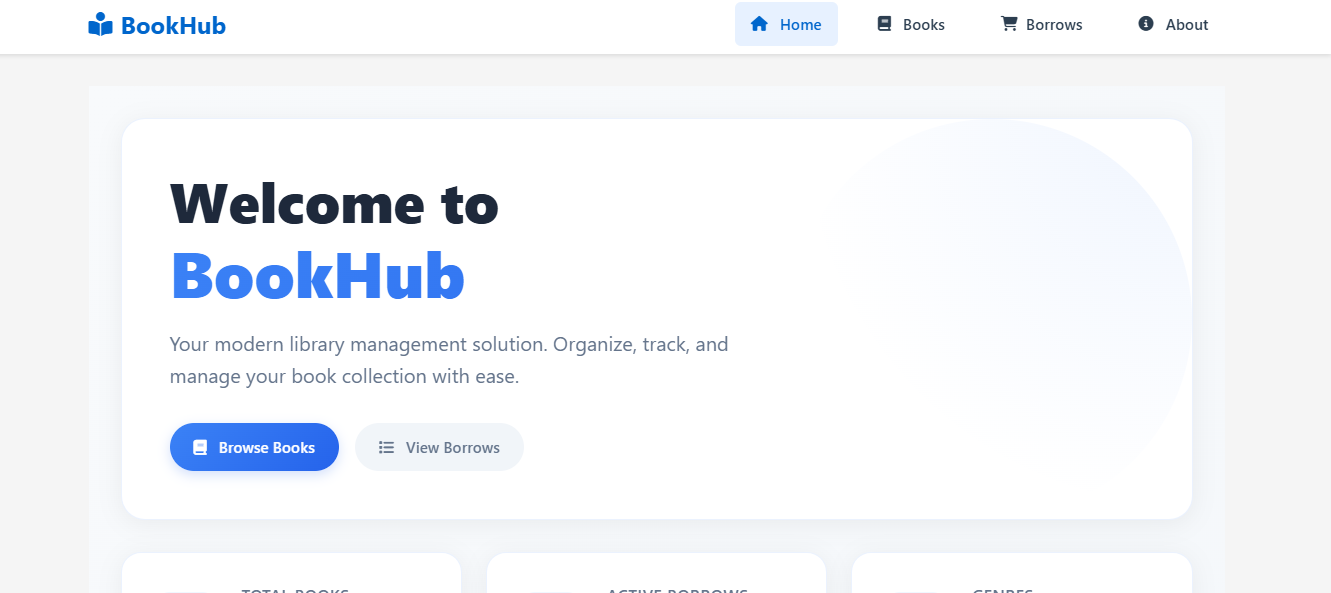 BookHub
Home
Books
Borrows
About
Welcome to
BookHub
Your modern library management solution. Organize, track, and
manage your book collection with ease.
Browse Books
View Borrows
TOTAL BOOKS
ACTIVE BORROWS
GENRES